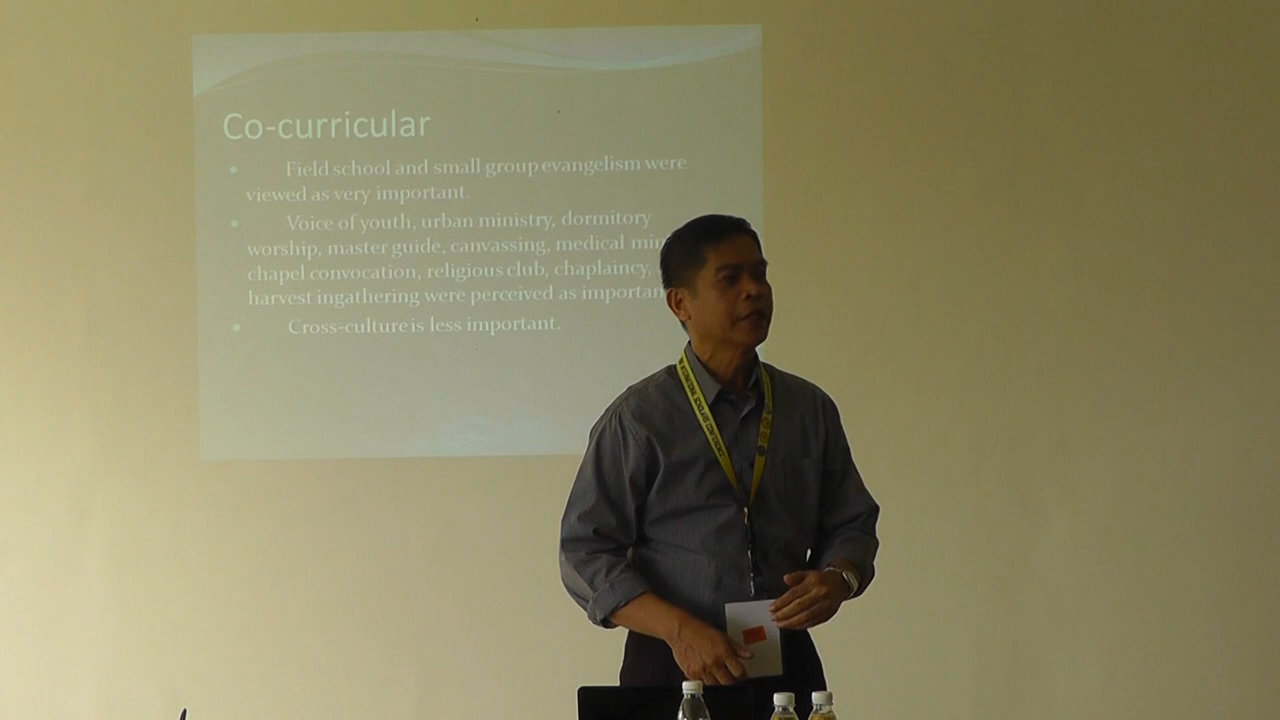 Co-curricular
• Field school and small group evangelism were
viewed as very important.
• Voice of youth, urban ministry, dormitory
worship, master guide, canvassing, medical
chapel convocation, religious club, chaplaincy,
harvest ingathering were perceived as
• Cross-culture is less important.